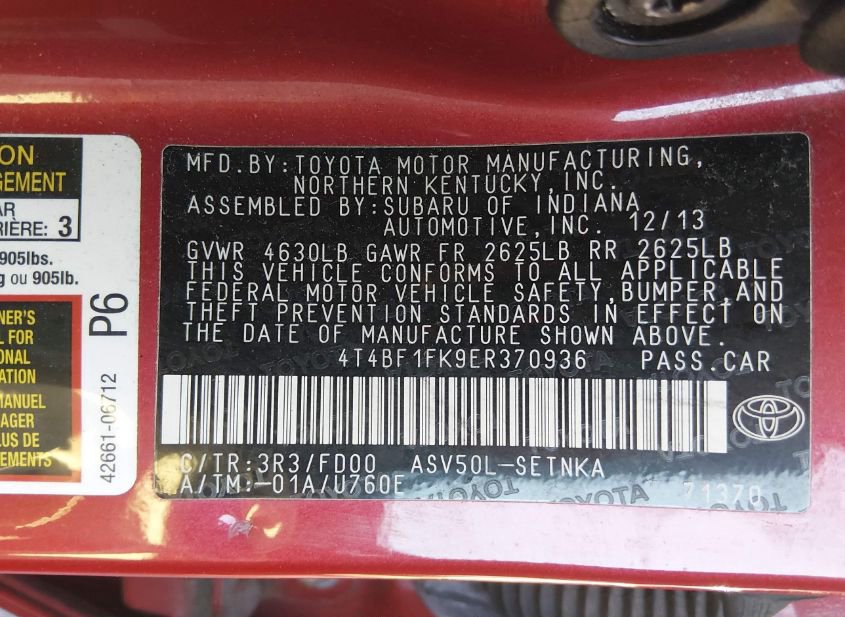 ON
GEMENT
AR
RIÈRE: 3
905lbs.
g ou 905lb.
NER'S
L FOR
ONAL
ATION
MANUEL
AGER
LUS DE
EMENTS
P6
42661-06712
MFD.BY:TOYOTA MOTOR MANUFACTURING,
NORTHERN KENTUCKY,INC.
ASSEMBLED BY:SUBARU OF INDIANA
AUTOMOTIVE,INC. 12/13
GVWR 4630LB GAWR FR 2625LB RR 2625LB
THIS VEHICLE CONFORMS TO ALL APPLICABLE
FEDERAL MOTOR VEHICLE SAFETY,BUMPER,AND
THEFT PREVENTION STANDARDS IN EFFECT ON
THE DATE OF MANUFACTURE SHOWN ABOVE.
4T4BF1FK9ER370936 PASS.CAR
C/TR:3R3/FD00 ASV50L-SETNKA
A/TM:-01A/U760E 71370